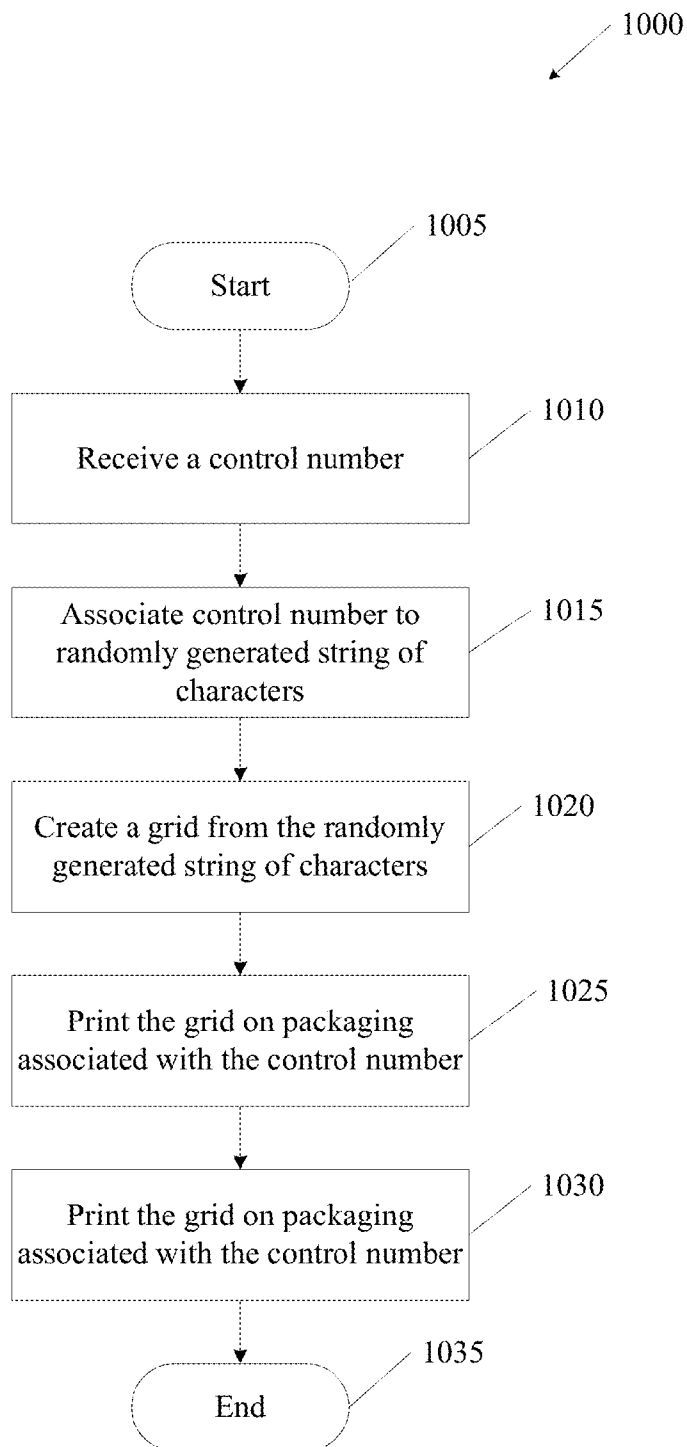 1000
1005
Start
1010
Receive a control number
1015
Associate control number to
randomly generated string of
characters
1020
Create a grid from the randomly
generated string of characters
1025
Print the grid on packaging
associated with the control number
1030
Print the grid on packaging
associated with the control number
1035
End